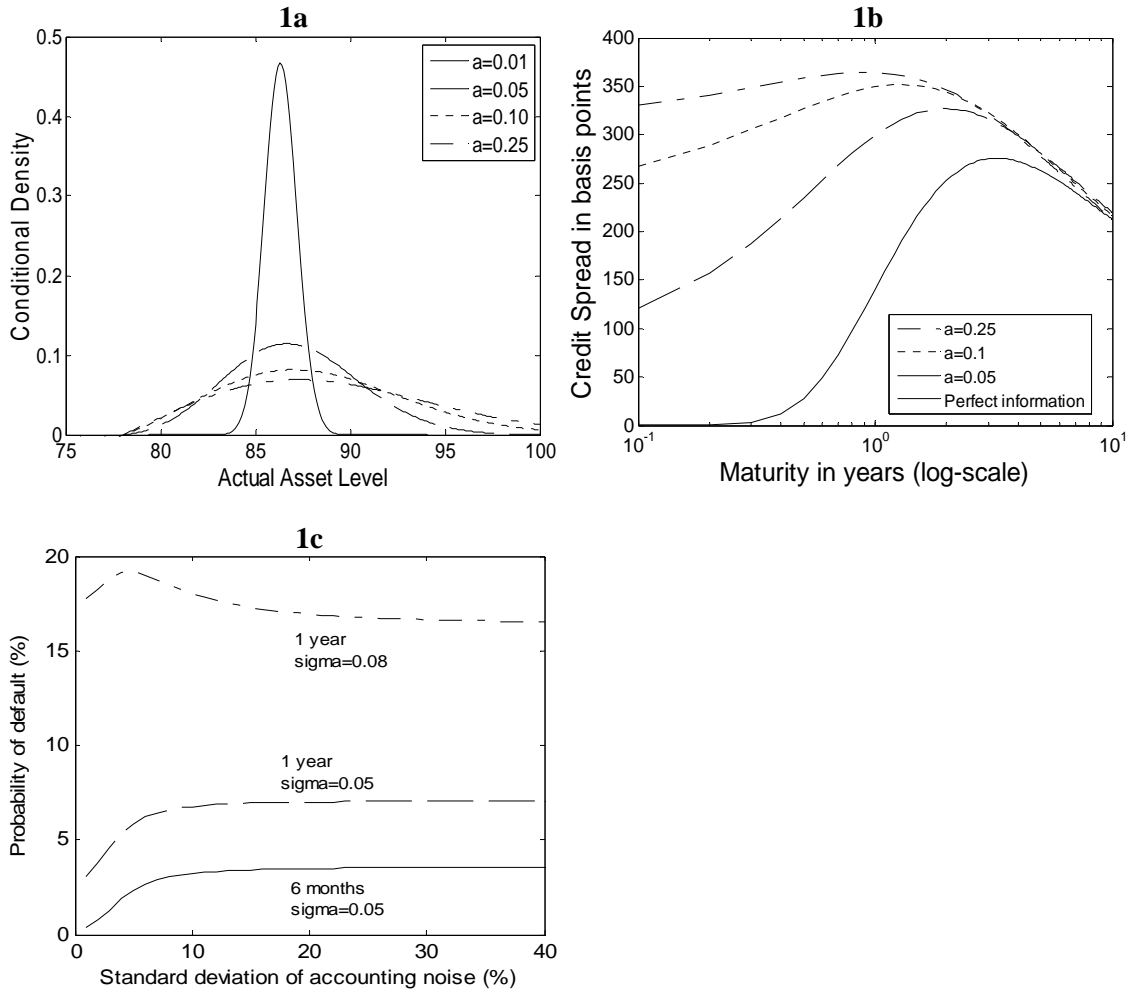 1a
0.5
0.4
0.3
0.2
0.1
0
75
80
85
90
95
100
Conditional Density
Actual Asset Level
a=0.01
a=0.05
a=0.10
a=0.25
1b
400
350
300
250
200
150
100
50
0
10-1
100
101
Credit Spread in basis points
Maturity in years (log-scale)
a=0.25
a=0.1
a=0.05
Perfect information
1c
20
15
10
5
0
0
10
20
30
40
Probability of default (%)
Standard deviation of accounting noise (%)
1 year
sigma=0.08
1 year
sigma=0.05
6 months
sigma=0.05